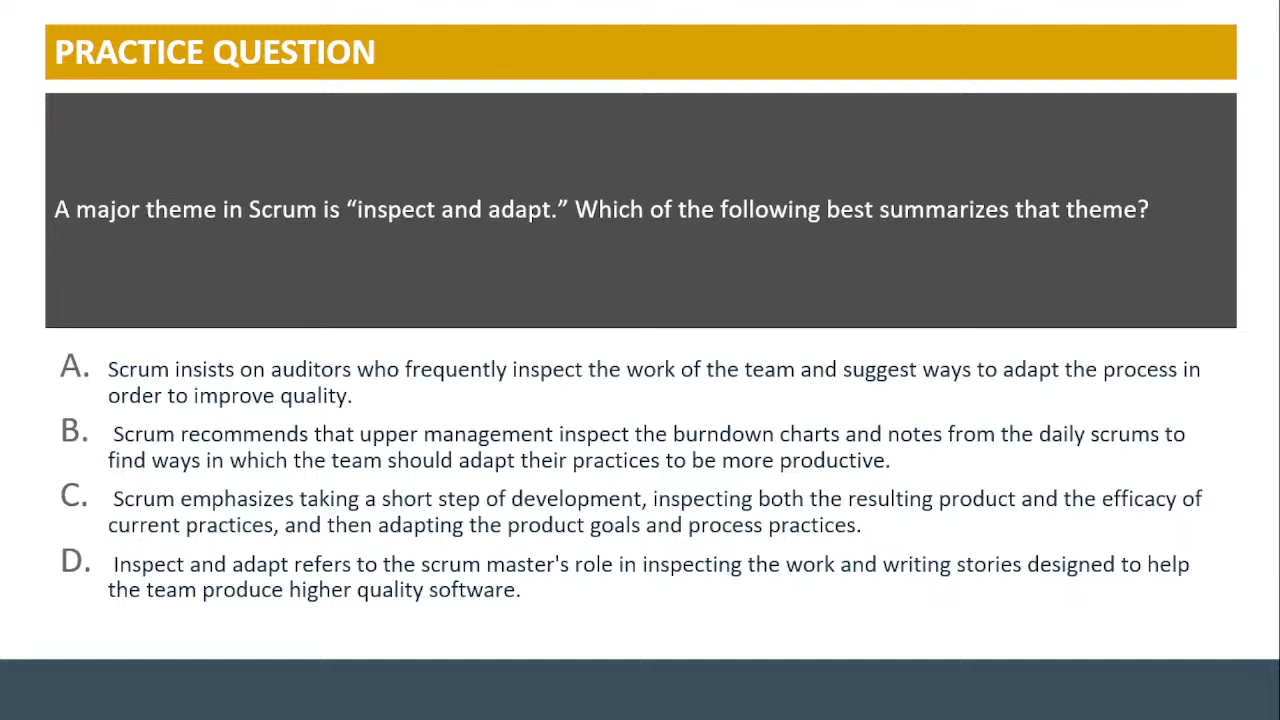 PRACTICE QUESTION
A major theme in Scrum is “inspect and adapt.” Which of the following best summarizes that theme?
A. Scrum insists on auditors who frequently inspect the work of the team and suggest ways to adapt the process in
order to improve quality.
B. Scrum recommends that upper management inspect the burndown charts and notes from the daily scrums to
find ways in which the team should adapt their practices to be more productive.
C. Scrum emphasizes taking a short step of development, inspecting both the resulting product and the efficacy of
current practices, and then adapting the product goals and process practices.
D. Inspect and adapt refers to the scrum master's role in inspecting the work and writing stories designed to help
the team produce higher quality software.